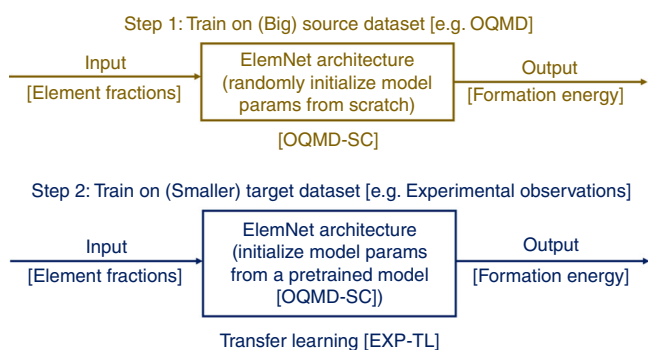 Step 1: Train on (Big) source dataset [e.g. OQMD]
Input
[Element fractions]
ElemNet architecture
(randomly initialize model
params from scratch)
Output
[Formation energy]
[OQMD-SC]
Step 2: Train on (Smaller) target dataset [e.g. Experimental observations]
Input
[Element fractions]
ElemNet architecture
(initialize model params
from a pretrained model
[OQMD-SC])
Output
[Formation energy]
Transfer learning [EXP-TL]